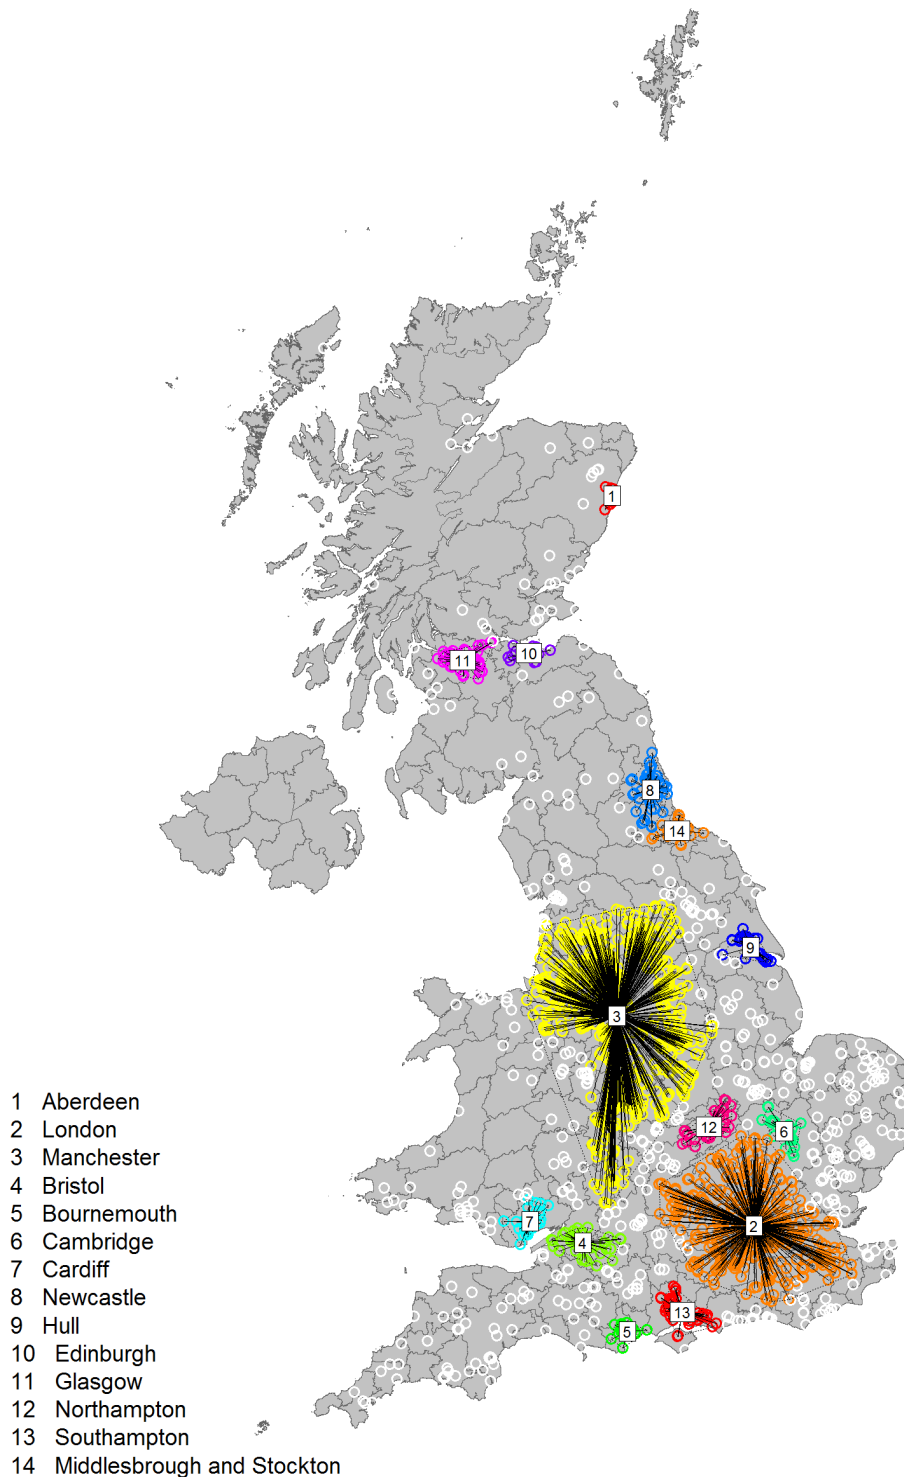 1
10
11
8
14
9
3
12
6
7
4
2
13
5
1 Aberdeen
2 London
3 Manchester
4 Bristol
5 Bournemouth
6 Cambridge
7 Cardiff
8 Newcastle
9 Hull
10 Edinburgh
11 Glasgow
12 Northampton
13 Southampton
14 Middlesbrough and Stockton